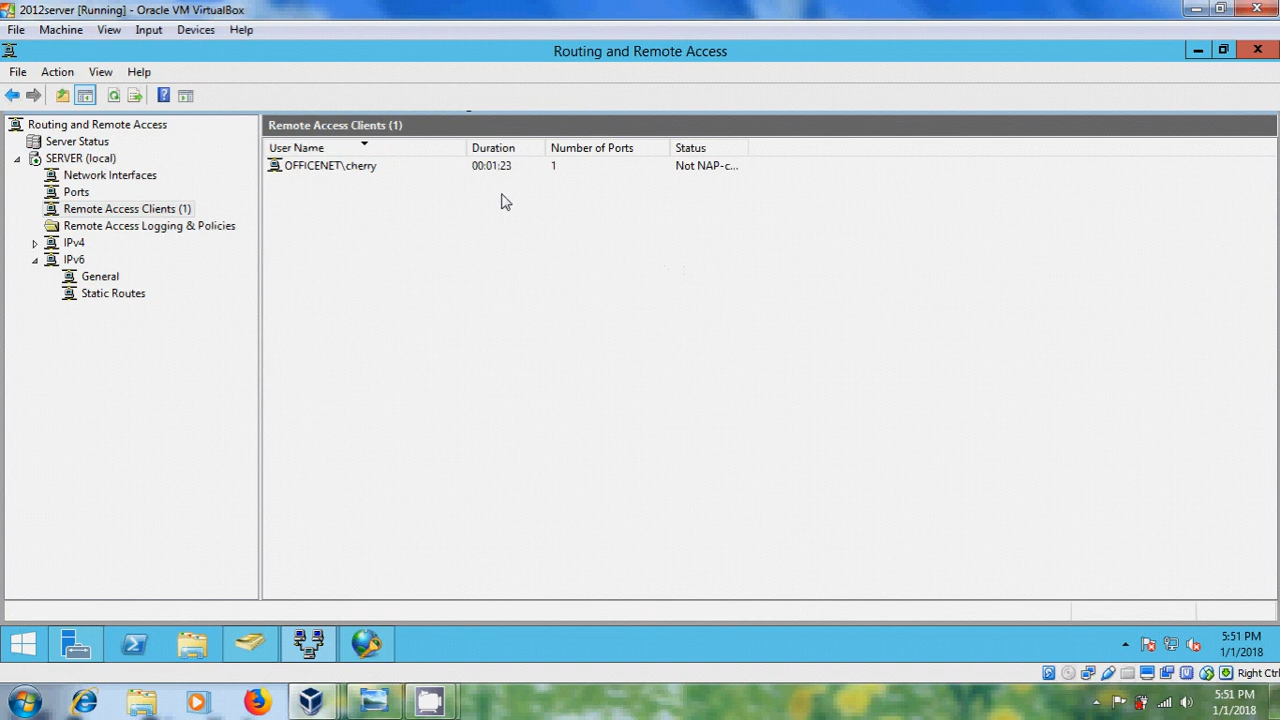 2012server [Running] - Oracle VM VirtualBox
File Machine View Input Devices Help
Routing and Remote Access
File Action View Help
Routing and Remote Access
Server Status
SERVER (local)
Network Interfaces
Ports
Remote Access Clients (1)
Remote Access Logging & Policies
IPv4
IPv6
General
Static Routes
Remote Access Clients (1)
User Name Duration Number of Ports Status
OFFICENET\cherry 00:01:23 1 Not NAP-c...
5:51 PM
1/1/2018
Right Ctrl
5:51 PM
1/1/2018